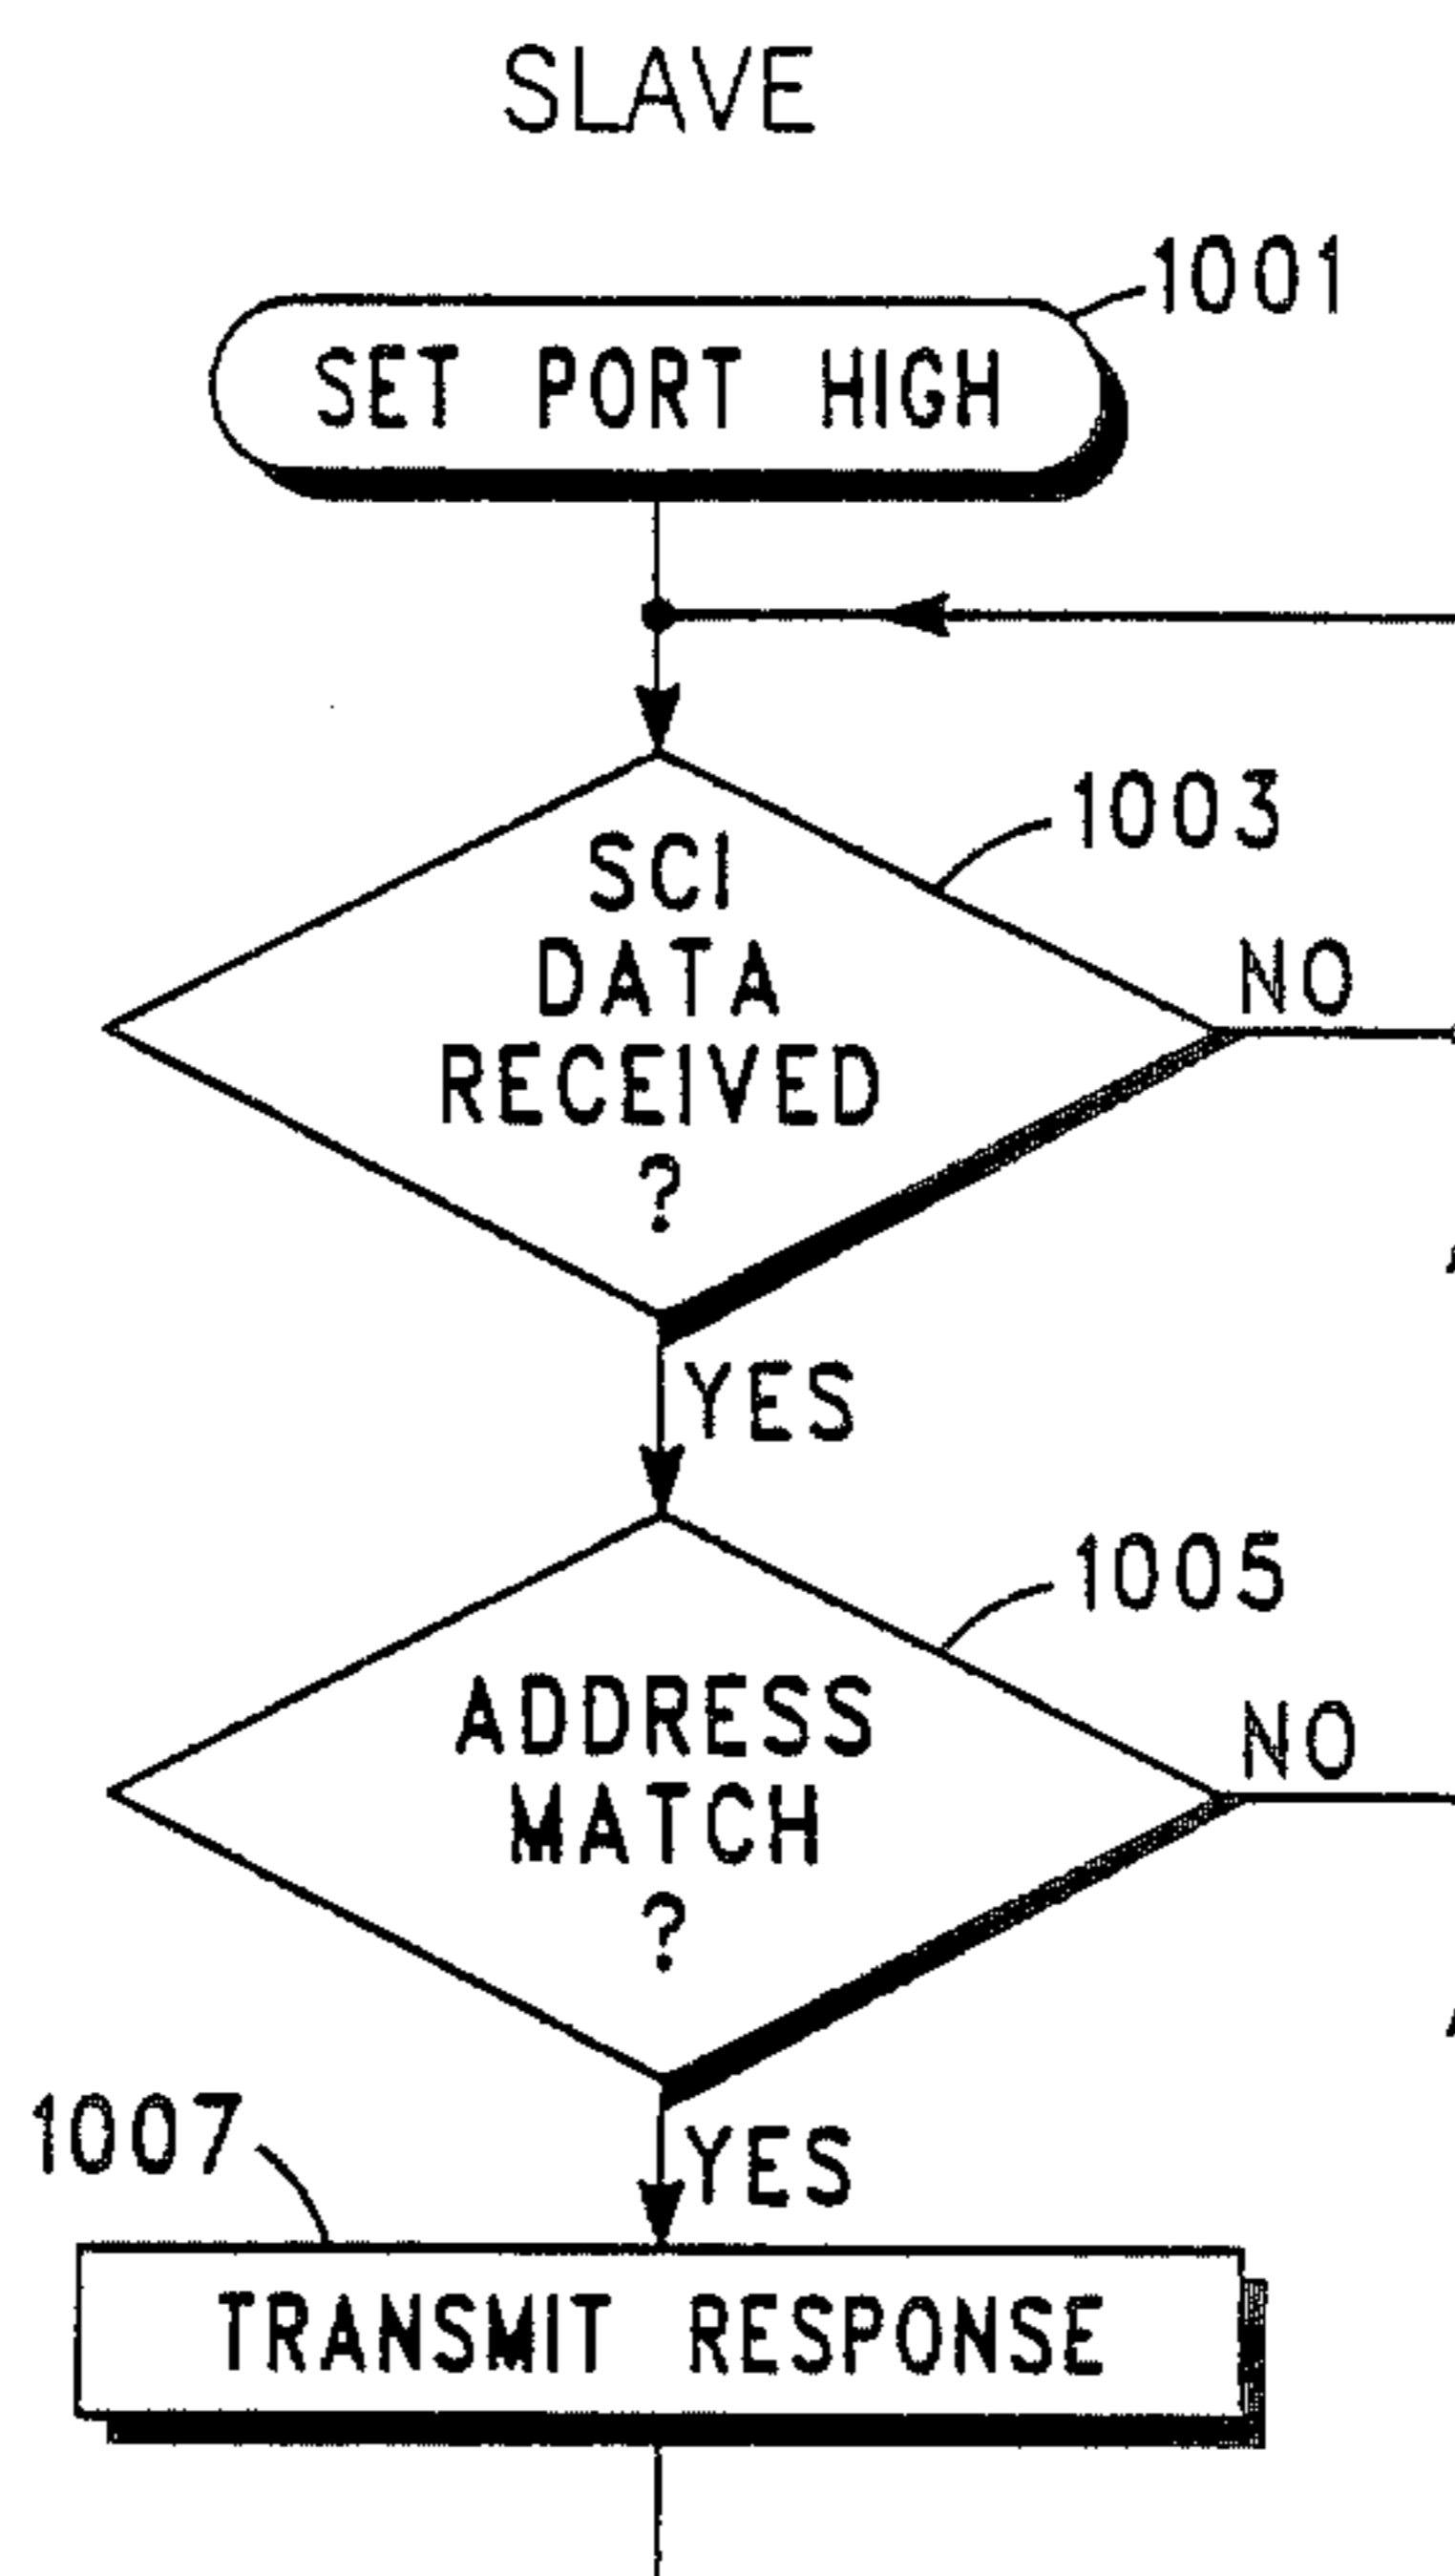 SLAVE
1001
SET PORT HIGH
1003
SCI
DATA
RECEIVED
?
NO
YES
1005
ADDRESS
MATCH
?
NO
YES
1007
TRANSMIT RESPONSE